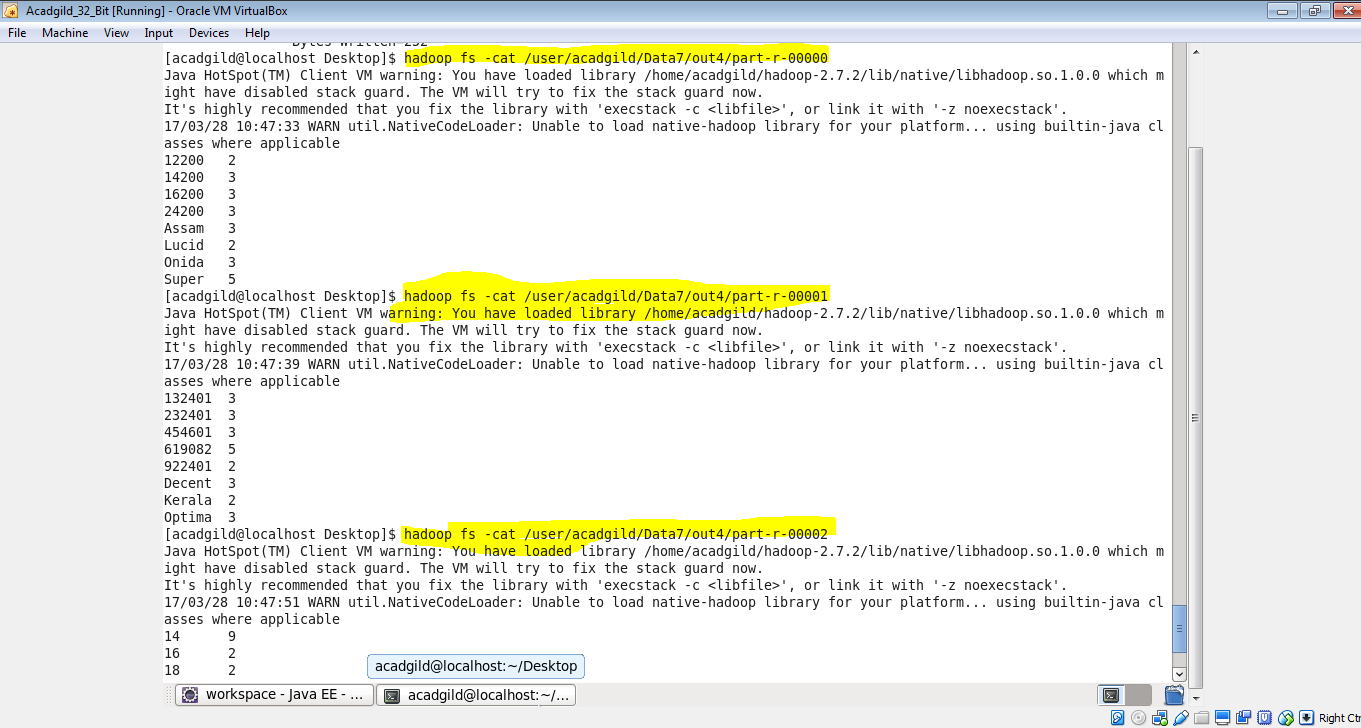 Acadgild_32_Bit [Running] - Oracle VM VirtualBox
File Machine View Input Devices Help
[acadgild@localhost Desktop]$ hadoop fs -cat /user/acadgild/Data7/out4/part-r-00000
Java HotSpot(TM) Client VM warning: You have loaded library /home/acadgild/hadoop-2.7.2/lib/native/libhadoop.so.1.0.0 which m
ight have disabled stack guard. The VM will try to fix the stack guard now.
It's highly recommended that you fix the library with 'execstack -c <libfile>', or link it with '-z noexecstack'.
17/03/28 10:47:33 WARN util.NativeCodeLoader: Unable to load native-hadoop library for your platform... using builtin-java cl
asses where applicable
12200 2
14200 3
16200 3
24200 3
Assam 3
Lucid 2
Onida 3
Super 5
[acadgild@localhost Desktop]$ hadoop fs -cat /user/acadgild/Data7/out4/part-r-00001
Java HotSpot(TM) Client VM warning: You have loaded library /home/acadgild/hadoop-2.7.2/lib/native/libhadoop.so.1.0.0 which m
ight have disabled stack guard. The VM will try to fix the stack guard now.
It's highly recommended that you fix the library with 'execstack -c <libfile>', or link it with '-z noexecstack'.
17/03/28 10:47:39 WARN util.NativeCodeLoader: Unable to load native-hadoop library for your platform... using builtin-java cl
asses where applicable
132401 3
232401 3
454601 3
619082 5
922401 2
Decent 3
Kerala 2
Optima 3
[acadgild@localhost Desktop]$ hadoop fs -cat /user/acadgild/Data7/out4/part-r-00002
Java HotSpot(TM) Client VM warning: You have loaded library /home/acadgild/hadoop-2.7.2/lib/native/libhadoop.so.1.0.0 which m
ight have disabled stack guard. The VM will try to fix the stack guard now.
It's highly recommended that you fix the library with 'execstack -c <libfile>', or link it with '-z noexecstack'.
17/03/28 10:47:51 WARN util.NativeCodeLoader: Unable to load native-hadoop library for your platform... using builtin-java cl
asses where applicable
14 9
16 2
18 2
acadgild@localhost:~/Desktop
workspace - Java EE - ... acadgild@localhost:~/...
Right Ctr